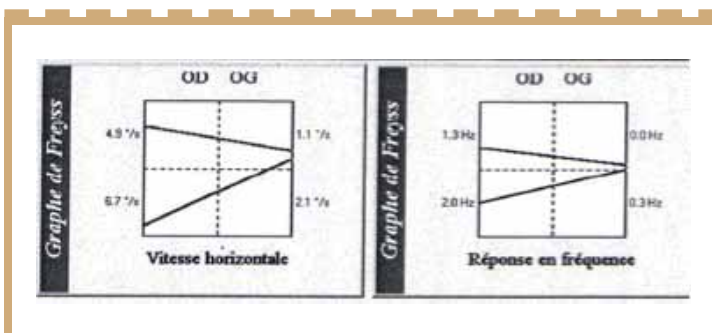 Graphe de Freyss
OD OG
4.9 °/s 1.1 °/s
6.7 °/s 2.1 °/s
Vitesse horizontale
Graphe de Freyss
OD OG
1.3 Hz 0.0 Hz
2.0 Hz 0.3 Hz
Réponse en fréquence